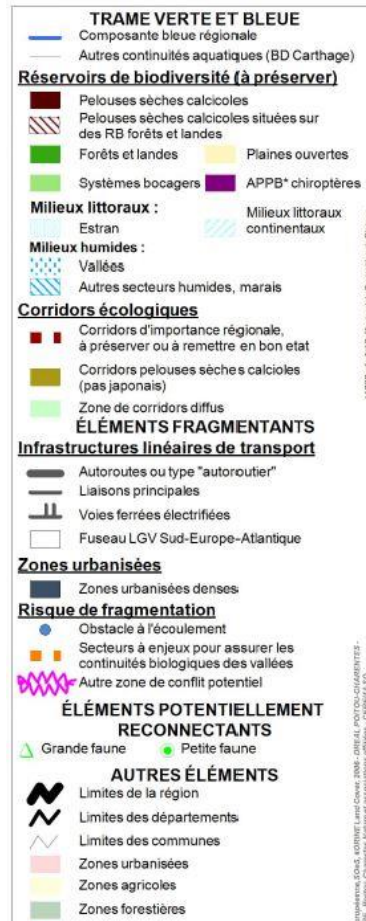 TRAME VERTE ET BLEUE
Composante bleue régionale
Autres continuités aquatiques (BD Carthage)
Réservoirs de biodiversité (à préserver)
Pelouses sèches calcicoles
Pelouses sèches calcicoles situées sur
des RB forêts et landes
Forêts et landes
Plaines ouvertes
Systèmes bocagers
APPB* chiroptères
Milieux littoraux :
Estran
Milieux littoraux
continentaux
Milieux humides :
Vallées
Autres secteurs humides, marais
Corridors écologiques
Corridors d'importance régionale,
à préserver ou à remettre en bon etat
Corridors pelouses sèches calcioles
(pas japonais)
Zone de corridors diffus
ÉLÉMENTS FRAGMENTANTS
Infrastructures linéaires de transport
Autoroutes ou type "autoroutier"
Liaisons principales
Voies ferrées électrifiées
Fuseau LGV Sud-Europe-Atlantique
Zones urbanisées
Zones urbanisées denses
Risque de fragmentation
Obstacle à l'écoulement
Secteurs à enjeux pour assurer les
continuités biologiques des vallées
Autre zone de conflit potentiel
ÉLÉMENTS POTENTIELLEMENT
RECONNECTANTS
Grande faune
Petite faune
AUTRES ÉLÉMENTS
Limites de la région
Limites des départements
Limites des communes
Zones urbanisées
Zones agricoles
Zones forestières